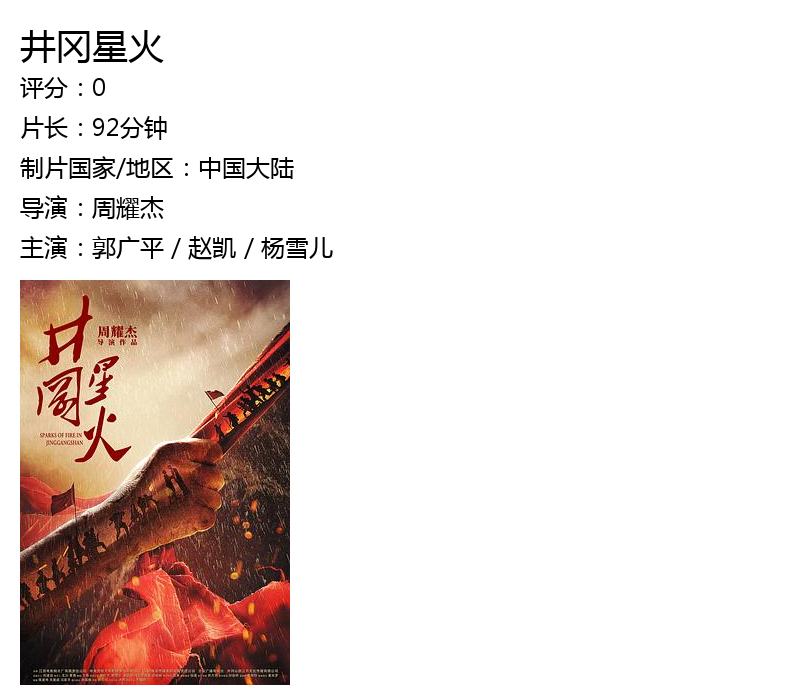 井冈星火
评分：0
片长：92分钟
制片国家/地区：中国大陆
导演：周耀杰
主演：郭广平 / 赵凯 / 杨雪儿
井冈星火
周耀杰
导演作品
SPARKS OF FIRE IN
JINGGANGSHAN